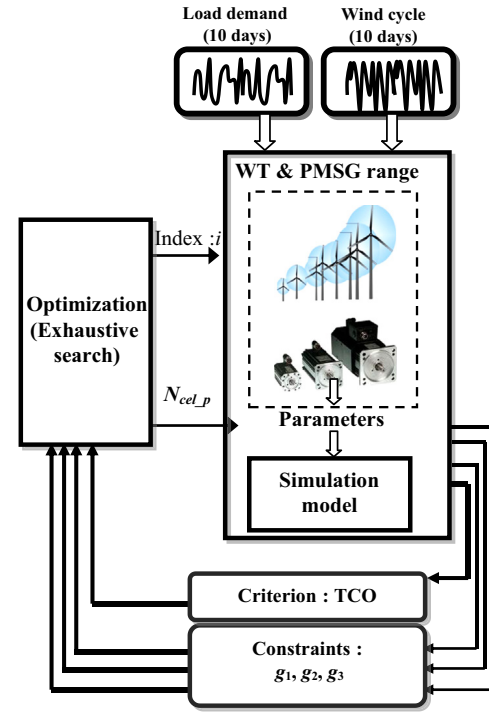 Load demand
(10 days)
Wind cycle
(10 days)
WT & PMSG range
Index :i
Optimization
(Exhaustive
search)
N_cel_p
Parameters
Simulation
model
Criterion : TCO
Constraints :
g₁, g₂, g₃